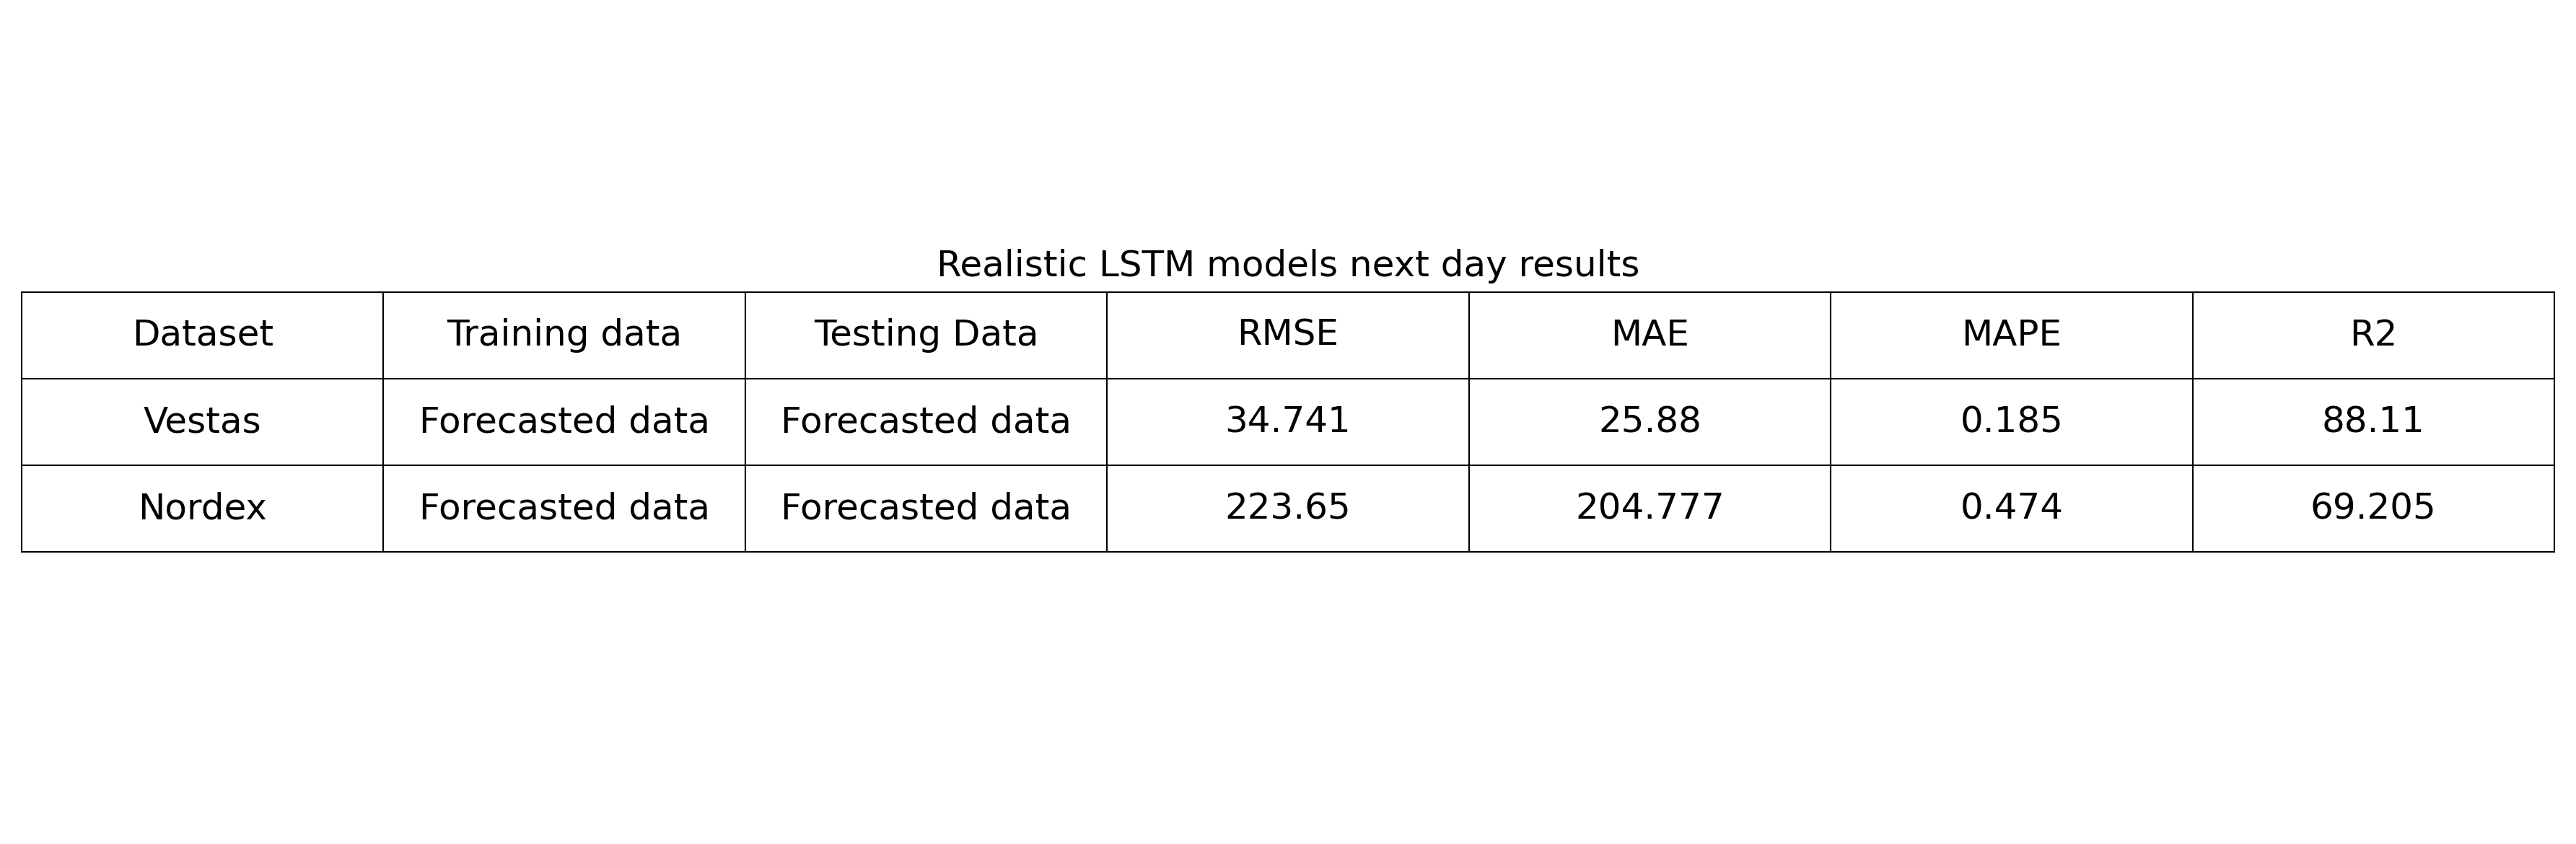 Realistic LSTM models next day results
Dataset Training data Testing Data RMSE MAE MAPE R2
Vestas Forecasted data Forecasted data 34.741 25.88 0.185 88.11
Nordex Forecasted data Forecasted data 223.65 204.777 0.474 69.205